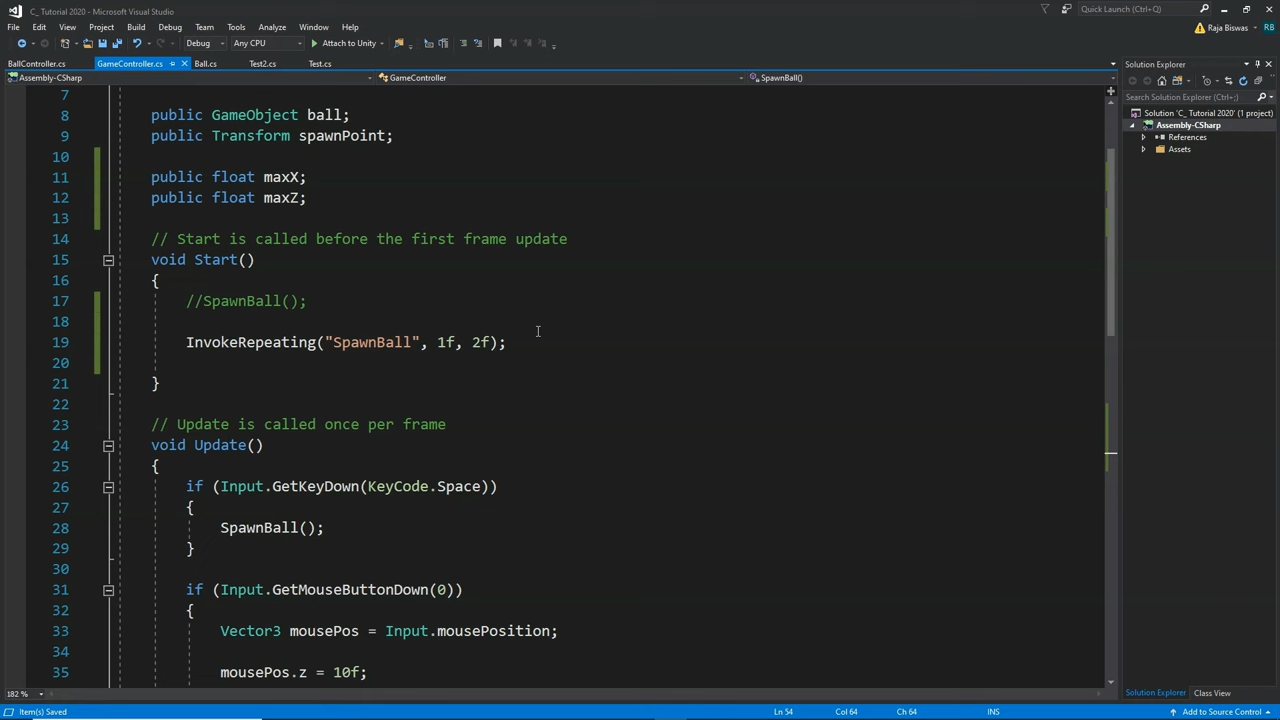 C_ Tutorial 2020 - Microsoft Visual Studio
Quick Launch (Ctrl+Q)
File Edit View Project Build Debug Team Tools Analyze Window Help
Raja Biswas RB
Debug Any CPU Attach to Unity
BallController.cs GameController.cs Ball.cs Test2.cs Test.cs
Assembly-CSharp GameController SpawnBall()
7
8 public GameObject ball;
9 public Transform spawnPoint;
10
11 public float maxX;
12 public float maxZ;
13
14 // Start is called before the first frame update
15 void Start()
16 {
17 //SpawnBall();
18
19 InvokeRepeating("SpawnBall", 1f, 2f);
20
21 }
22
23 // Update is called once per frame
24 void Update()
25 {
26 if (Input.GetKeyDown(KeyCode.Space))
27 {
28 SpawnBall();
29 }
30
31 if (Input.GetMouseButtonDown(0))
32 {
33 Vector3 mousePos = Input.mousePosition;
34
35 mousePos.z = 10f;
182 %
Solution Explorer
Search Solution Explorer (Ctrl+;)
Solution 'C_ Tutorial 2020' (1 project)
Assembly-CSharp
References
Assets
Solution Explorer Class View
Item(s) Saved Ln 54 Col 64 Ch 64 INS Add to Source Control